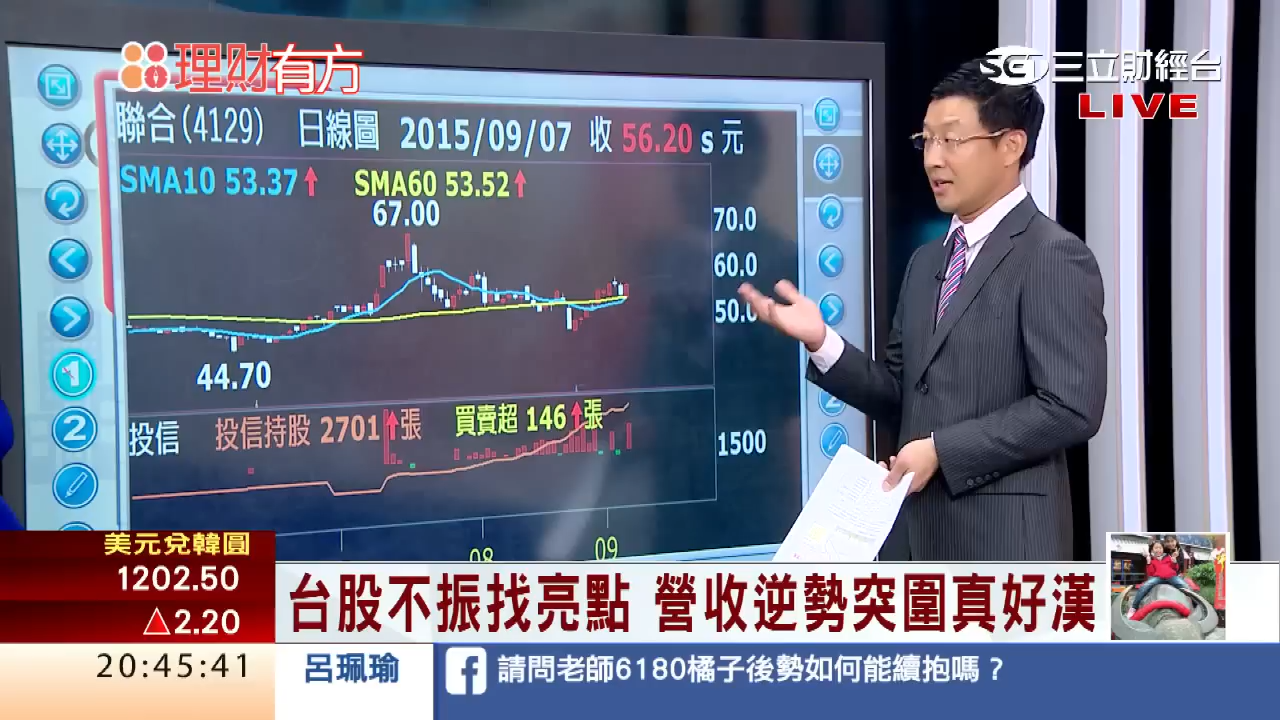 理財有方
SET 三立財經台
LIVE
聯合(4129) 日線圖 2015/09/07 收 56.20 s 元
SMA10 53.37↑ SMA60 53.52↑
67.00
70.0
60.0
50.0
44.70
投信 投信持股 2701↑張 買賣超 146↑張
1500
08 09
1
2
2
美元兌韓圓
1202.50
△2.20
台股不振找亮點 營收逆勢突圍真好漢
20:45:41
呂珮瑜 f 請問老師6180橘子後勢如何能續抱嗎？